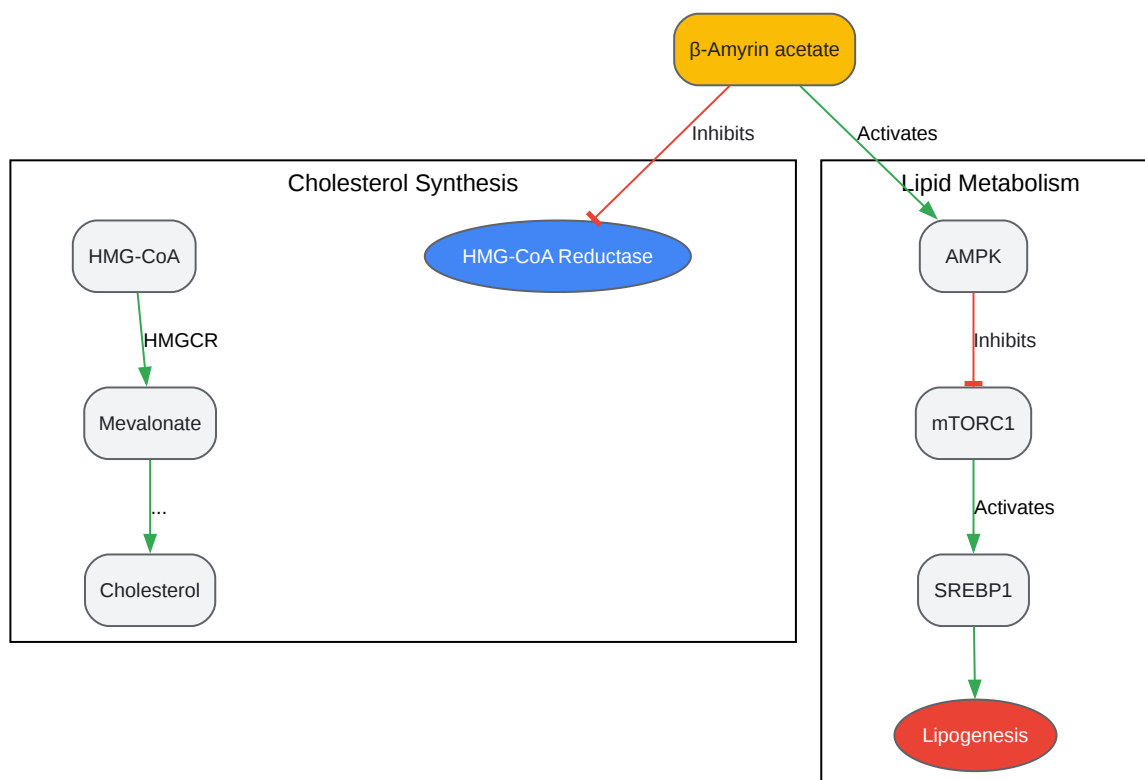 β-Amyrin acetate
Inhibits
Activates
Cholesterol Synthesis
Lipid Metabolism
HMG-CoA
HMG-CoA Reductase
AMPK
HMGCR
Inhibits
Mevalonate
mTORC1
...
Activates
Cholesterol
SREBP1
Lipogenesis